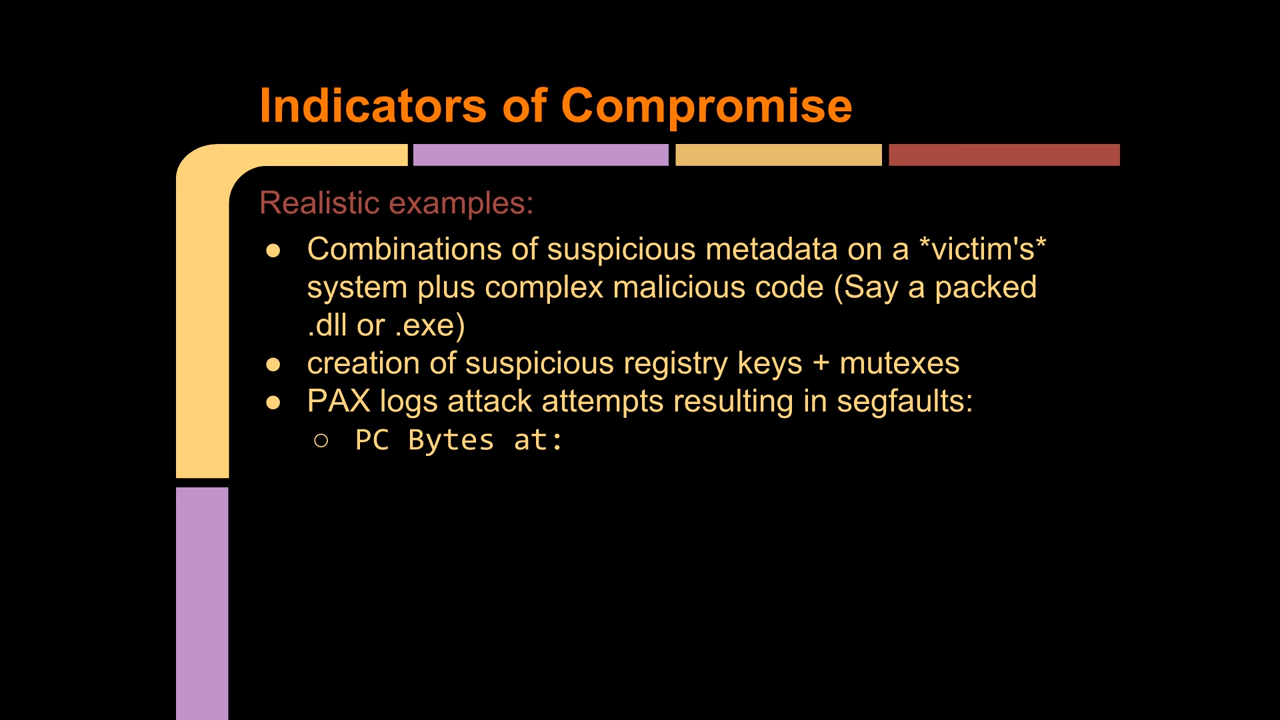 Indicators of Compromise
Realistic examples:
● Combinations of suspicious metadata on a *victim's*
system plus complex malicious code (Say a packed
.dll or .exe)
● creation of suspicious registry keys + mutexes
● PAX logs attack attempts resulting in segfaults:
○ PC Bytes at: